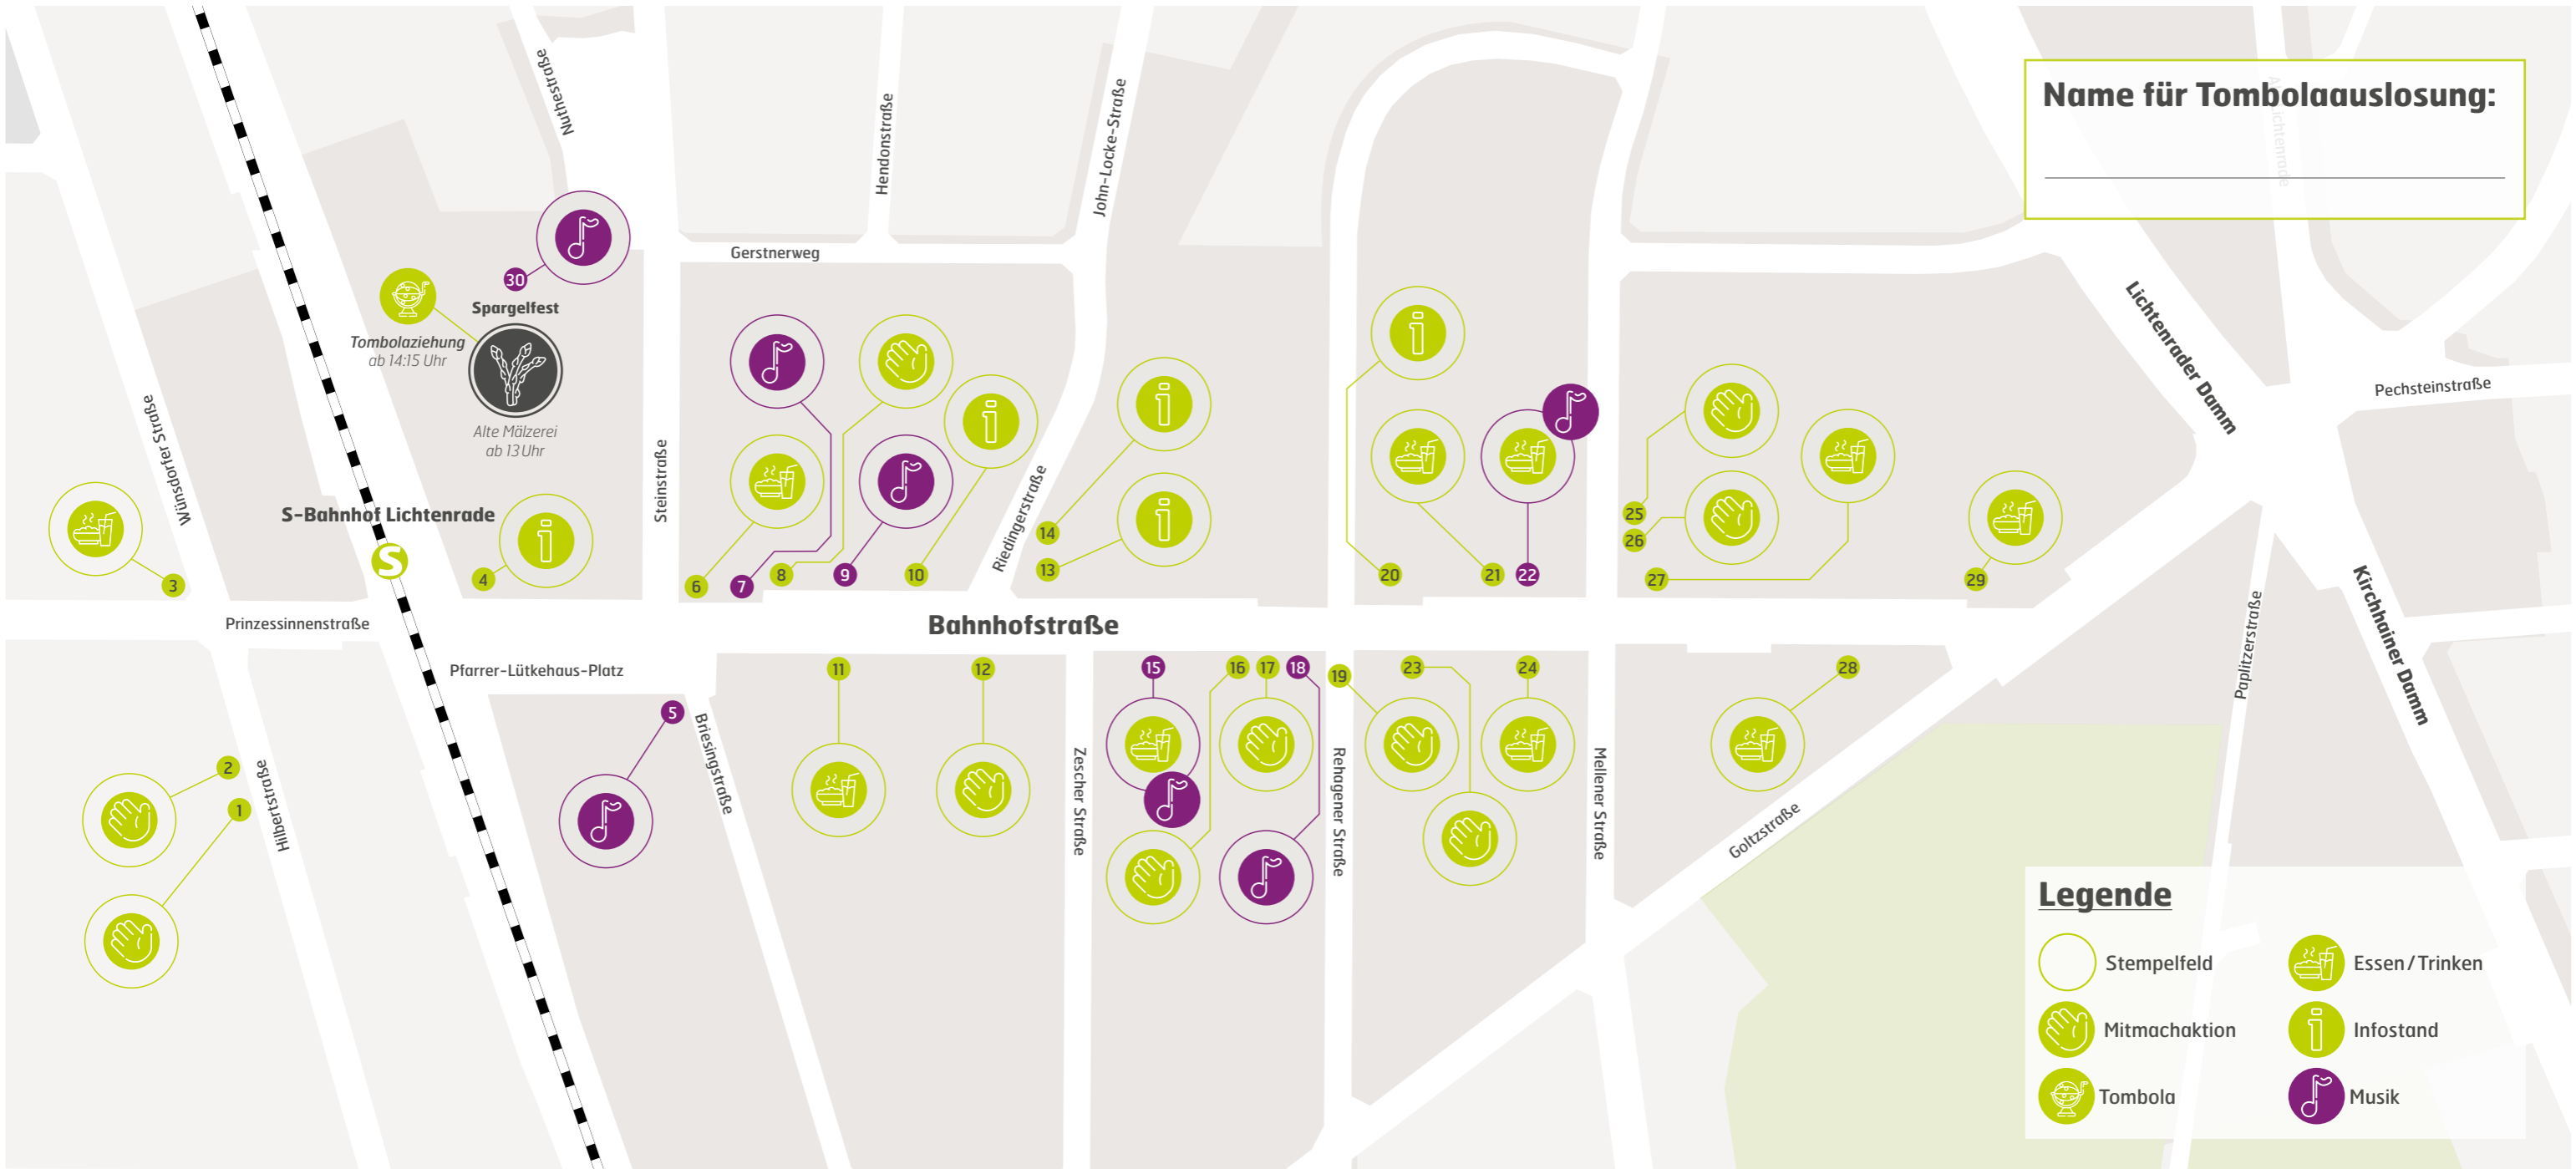 Name für Tombolaauslosung:
Alt-Lichtenrade
Nuthestraße
Hendonstraße
John-Locke-Straße
Gerstnerweg
30
Spargelfest
Tombolaziehung
ab 14:15 Uhr
Alte Mälzerei
ab 13 Uhr
Lichtenrader Damm
Pechsteinstraße
Wünsdorfer Straße
Steinstraße
Riedingerstraße
S-Bahnhof Lichtenrade
S
3
4
6
7
8
9
10
14
13
20
21
22
25
26
27
29
Prinzessinnenstraße
Bahnhofstraße
Pfarrer-Lütkehaus-Platz
Kirchhainer Damm
Paplitzerstraße
5
11
12
15
16
17
18
19
23
24
28
2
1
Hilbertstraße
Briesingstraße
Zescher Straße
Rehagener Straße
Mellener Straße
Goltzstraße
Legende
Stempelfeld
Essen/Trinken
Mitmachaktion
Infostand
Tombola
Musik